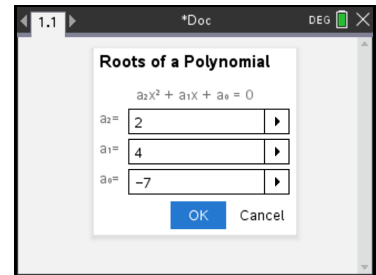 1.1 *Doc DEG
Roots of a Polynomial
a₂x² + a₁x + a₀ = 0
a₂= 2
a₁= 4
a₀= −7
OK Cancel